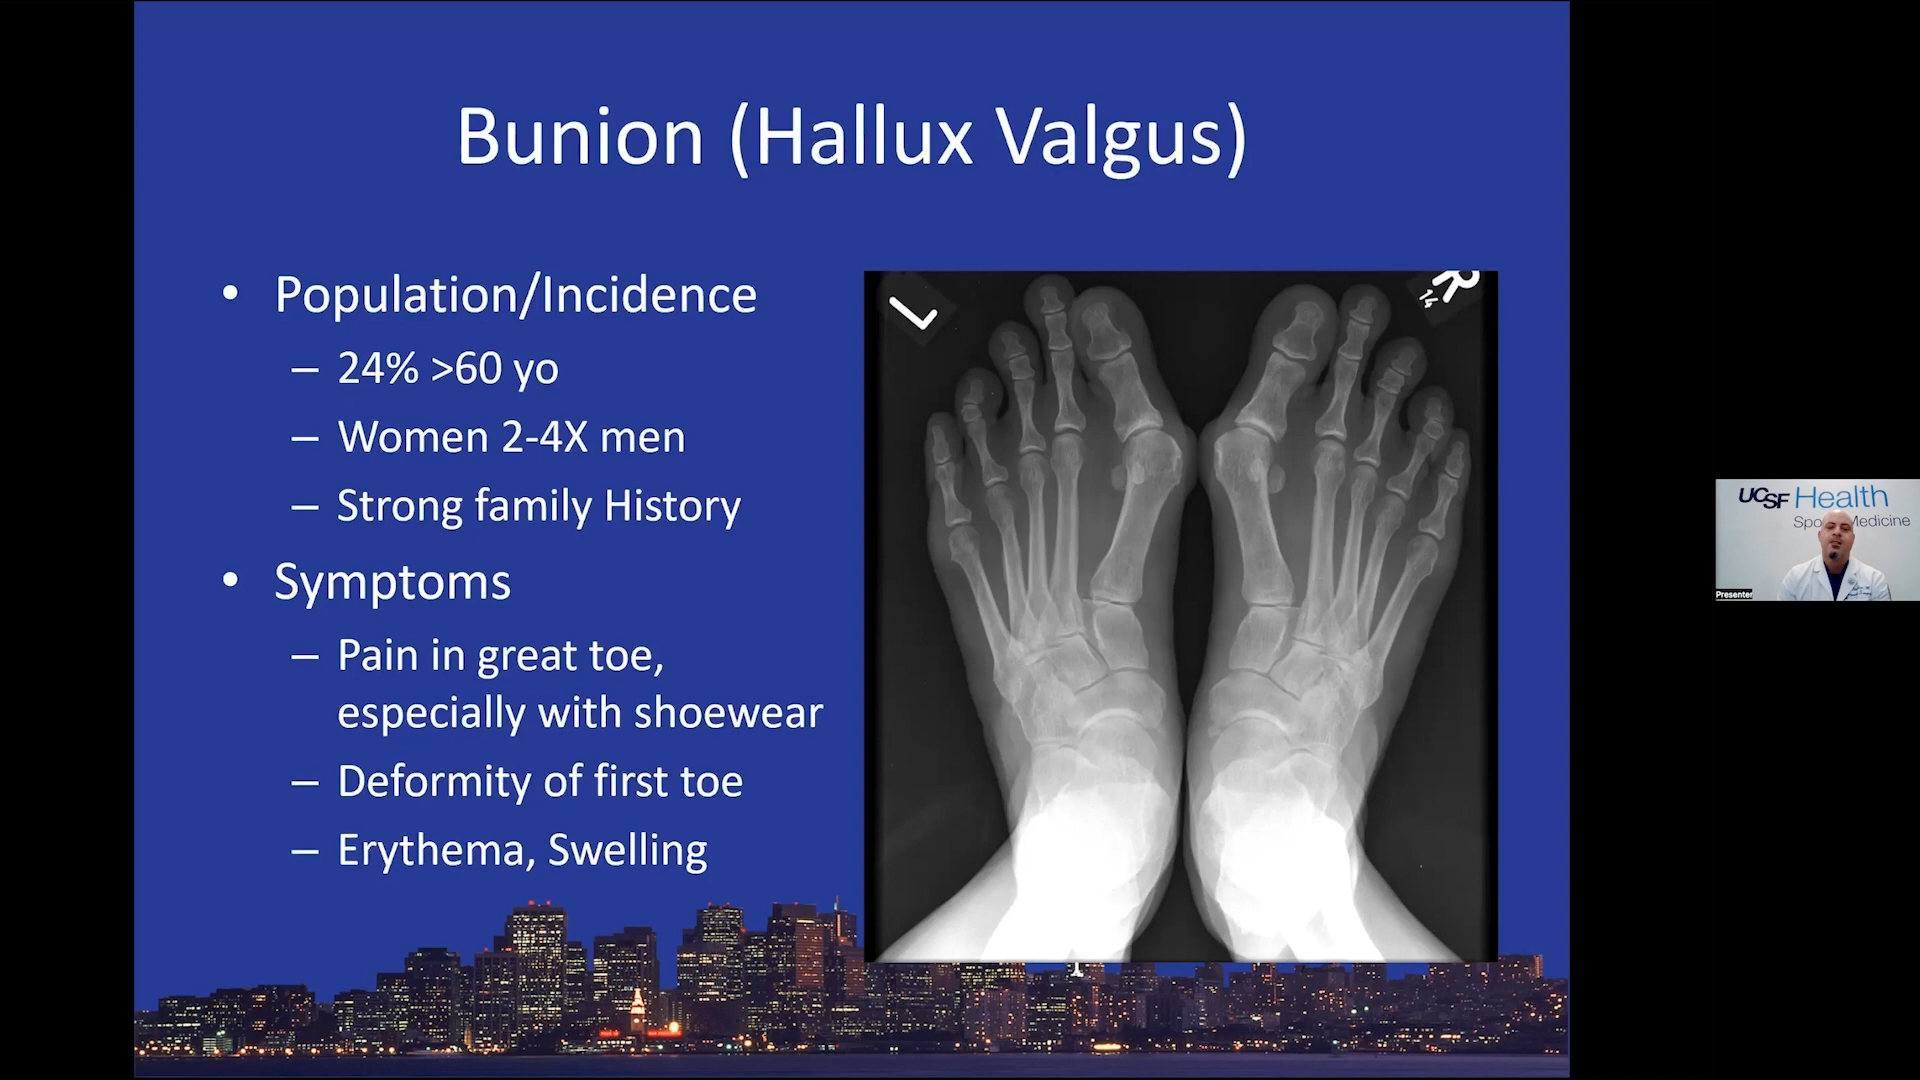 Bunion (Hallux Valgus)
• Population/Incidence
– 24% >60 yo
– Women 2-4X men
– Strong family History
• Symptoms
– Pain in great toe,
especially with shoewear
– Deformity of first toe
– Erythema, Swelling
L
R
14
UCSF Health
Medicine
Presenter